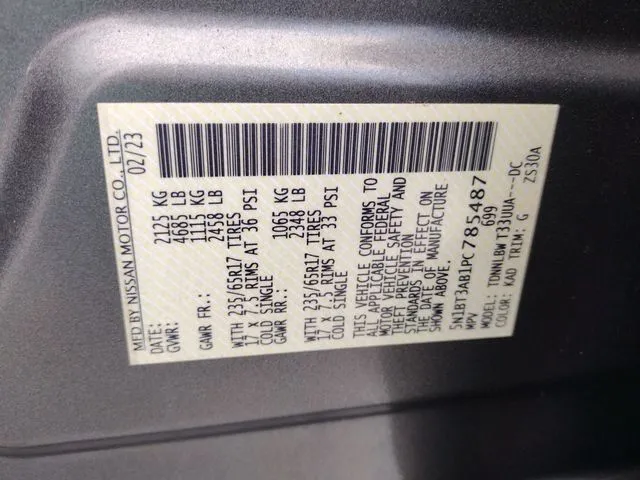 MFD BY NISSAN MOTOR CO., LTD.
DATE: 02/23
GVWR: 2125 KG
4685 LB
GAWR FR.: 1115 KG
2458 LB
WITH 235/65R17 TIRES
17 X 7.5 RIMS AT 36 PSI
COLD SINGLE
GAWR RR.: 1065 KG
2348 LB
WITH 235/65R17 TIRES
17 X 7.5 RIMS AT 33 PSI
COLD SINGLE
THIS VEHICLE CONFORMS TO
ALL APPLICABLE FEDERAL
MOTOR VEHICLE SAFETY AND
THEFT PREVENTION
STANDARDS IN EFFECT ON
THE DATE OF MANUFACTURE
SHOWN ABOVE.
5N1BT3AB1PC785487
MPV 699
MODEL: TDNNLBW T33UUA---DC
COLOR: KAD TRIM: G ZS30A